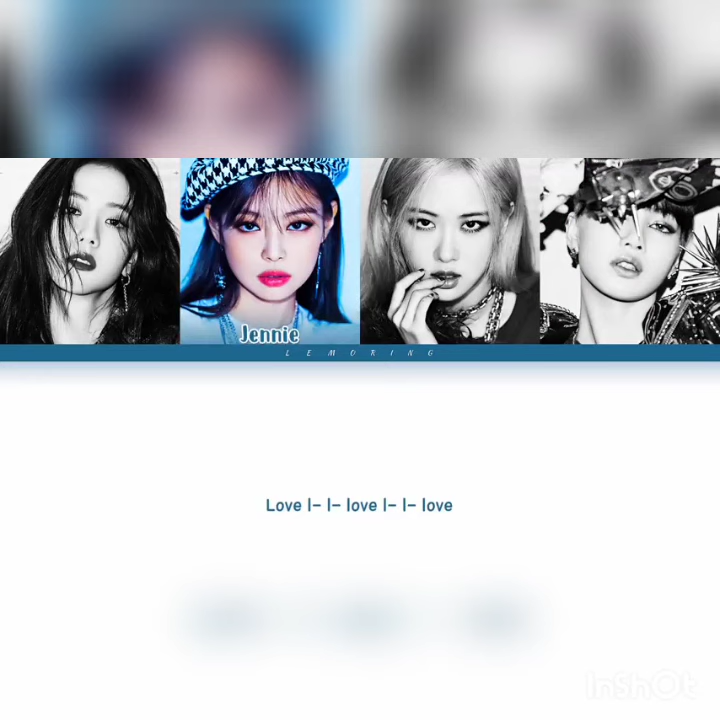 Jennie
LEMORING
Love l- l- love l- l- love
InShOt